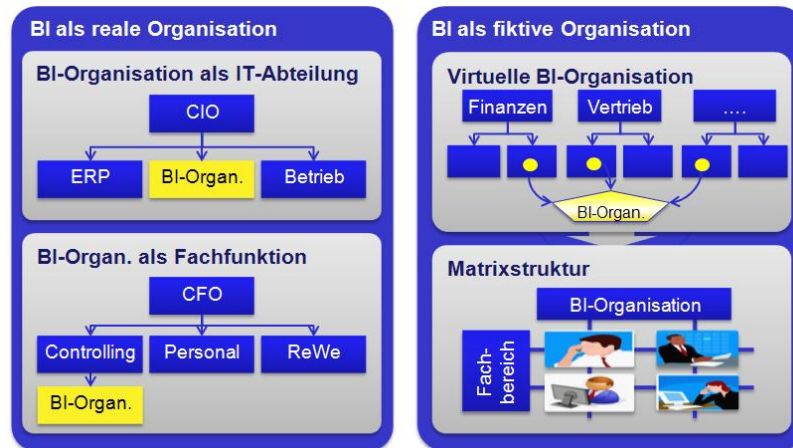 BI als reale Organisation
BI-Organisation als IT-Abteilung
CIO
ERP
BI-Organ.
Betrieb
BI-Organ. als Fachfunktion
CFO
Controlling
Personal
ReWe
BI-Organ.
BI als fiktive Organisation
Virtuelle BI-Organisation
Finanzen
Vertrieb
....
BI-Organ.
Matrixstruktur
BI-Organisation
Fach-
bereich